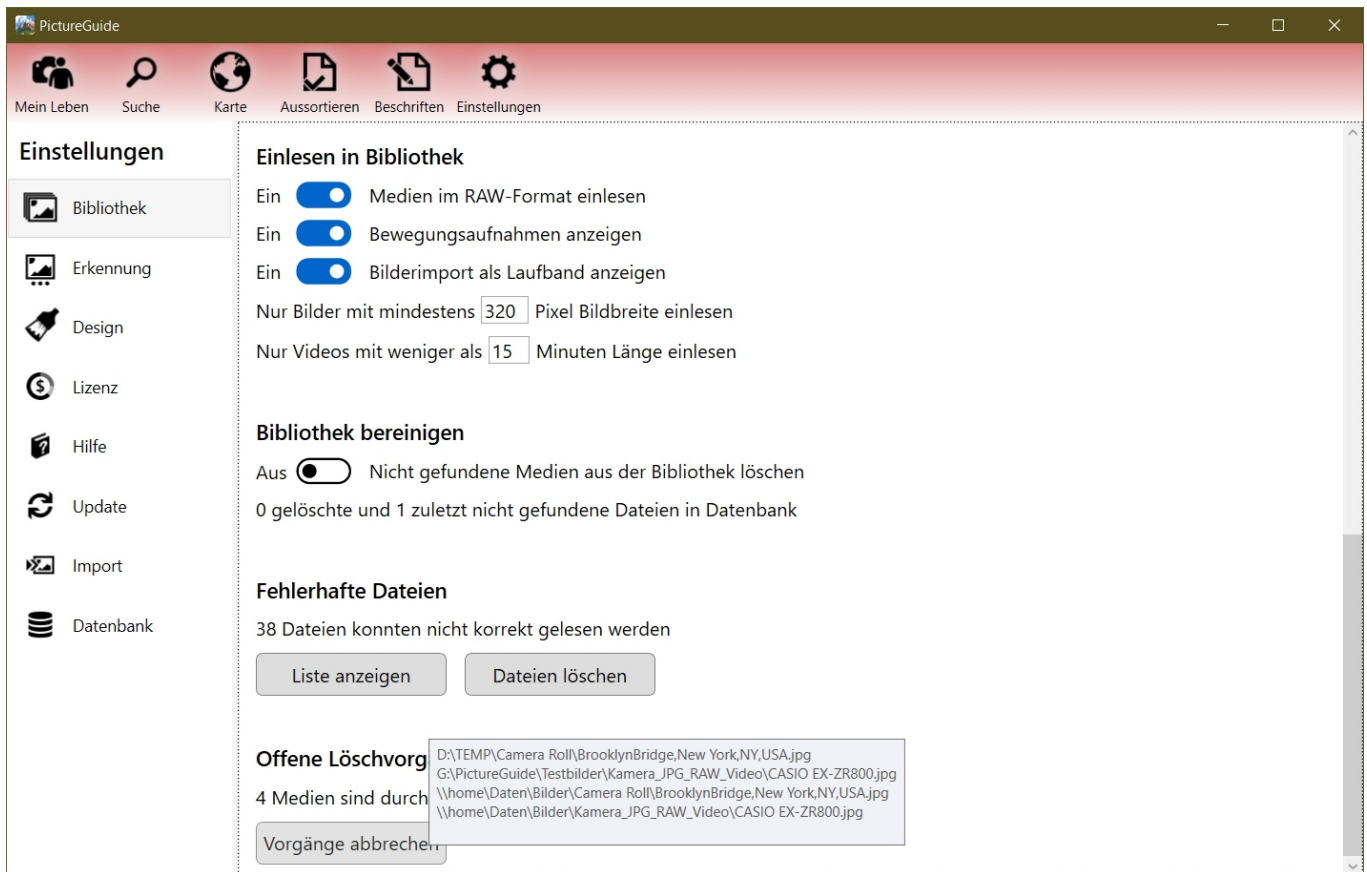 PictureGuide
Mein Leben Suche Karte Aussortieren Beschriften Einstellungen
Einstellungen
Bibliothek
Erkennung
Design
Lizenz
Hilfe
Update
Import
Datenbank
Einlesen in Bibliothek
Ein Medien im RAW-Format einlesen
Ein Bewegungsaufnahmen anzeigen
Ein Bilderimport als Laufband anzeigen
Nur Bilder mit mindestens 320 Pixel Bildbreite einlesen
Nur Videos mit weniger als 15 Minuten Länge einlesen
Bibliothek bereinigen
Aus Nicht gefundene Medien aus der Bibliothek löschen
0 gelöschte und 1 zuletzt nicht gefundene Dateien in Datenbank
Fehlerhafte Dateien
38 Dateien konnten nicht korrekt gelesen werden
Liste anzeigen Dateien löschen
Offene Löschvorg
4 Medien sind durch
Vorgänge abbrechen
D:\TEMP\Camera Roll\BrooklynBridge,New York,NY,USA.jpg
G:\PictureGuide\Testbilder\Kamera_JPG_RAW_Video\CASIO EX-ZR800.jpg
\\home\Daten\Bilder\Camera Roll\BrooklynBridge,New York,NY,USA.jpg
\\home\Daten\Bilder\Kamera_JPG_RAW_Video\CASIO EX-ZR800.jpg